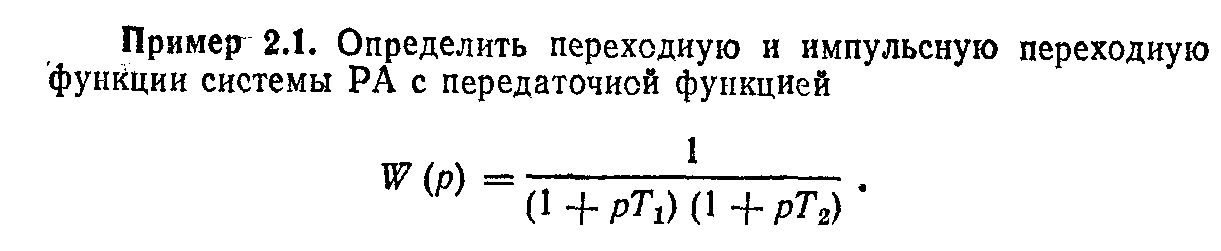 Пример 2.1. Определить переходную и импульсную переходную
функции системы РА с передаточной функцией
W (p) = 1 / (1 + pT₁) (1 + pT₂) .